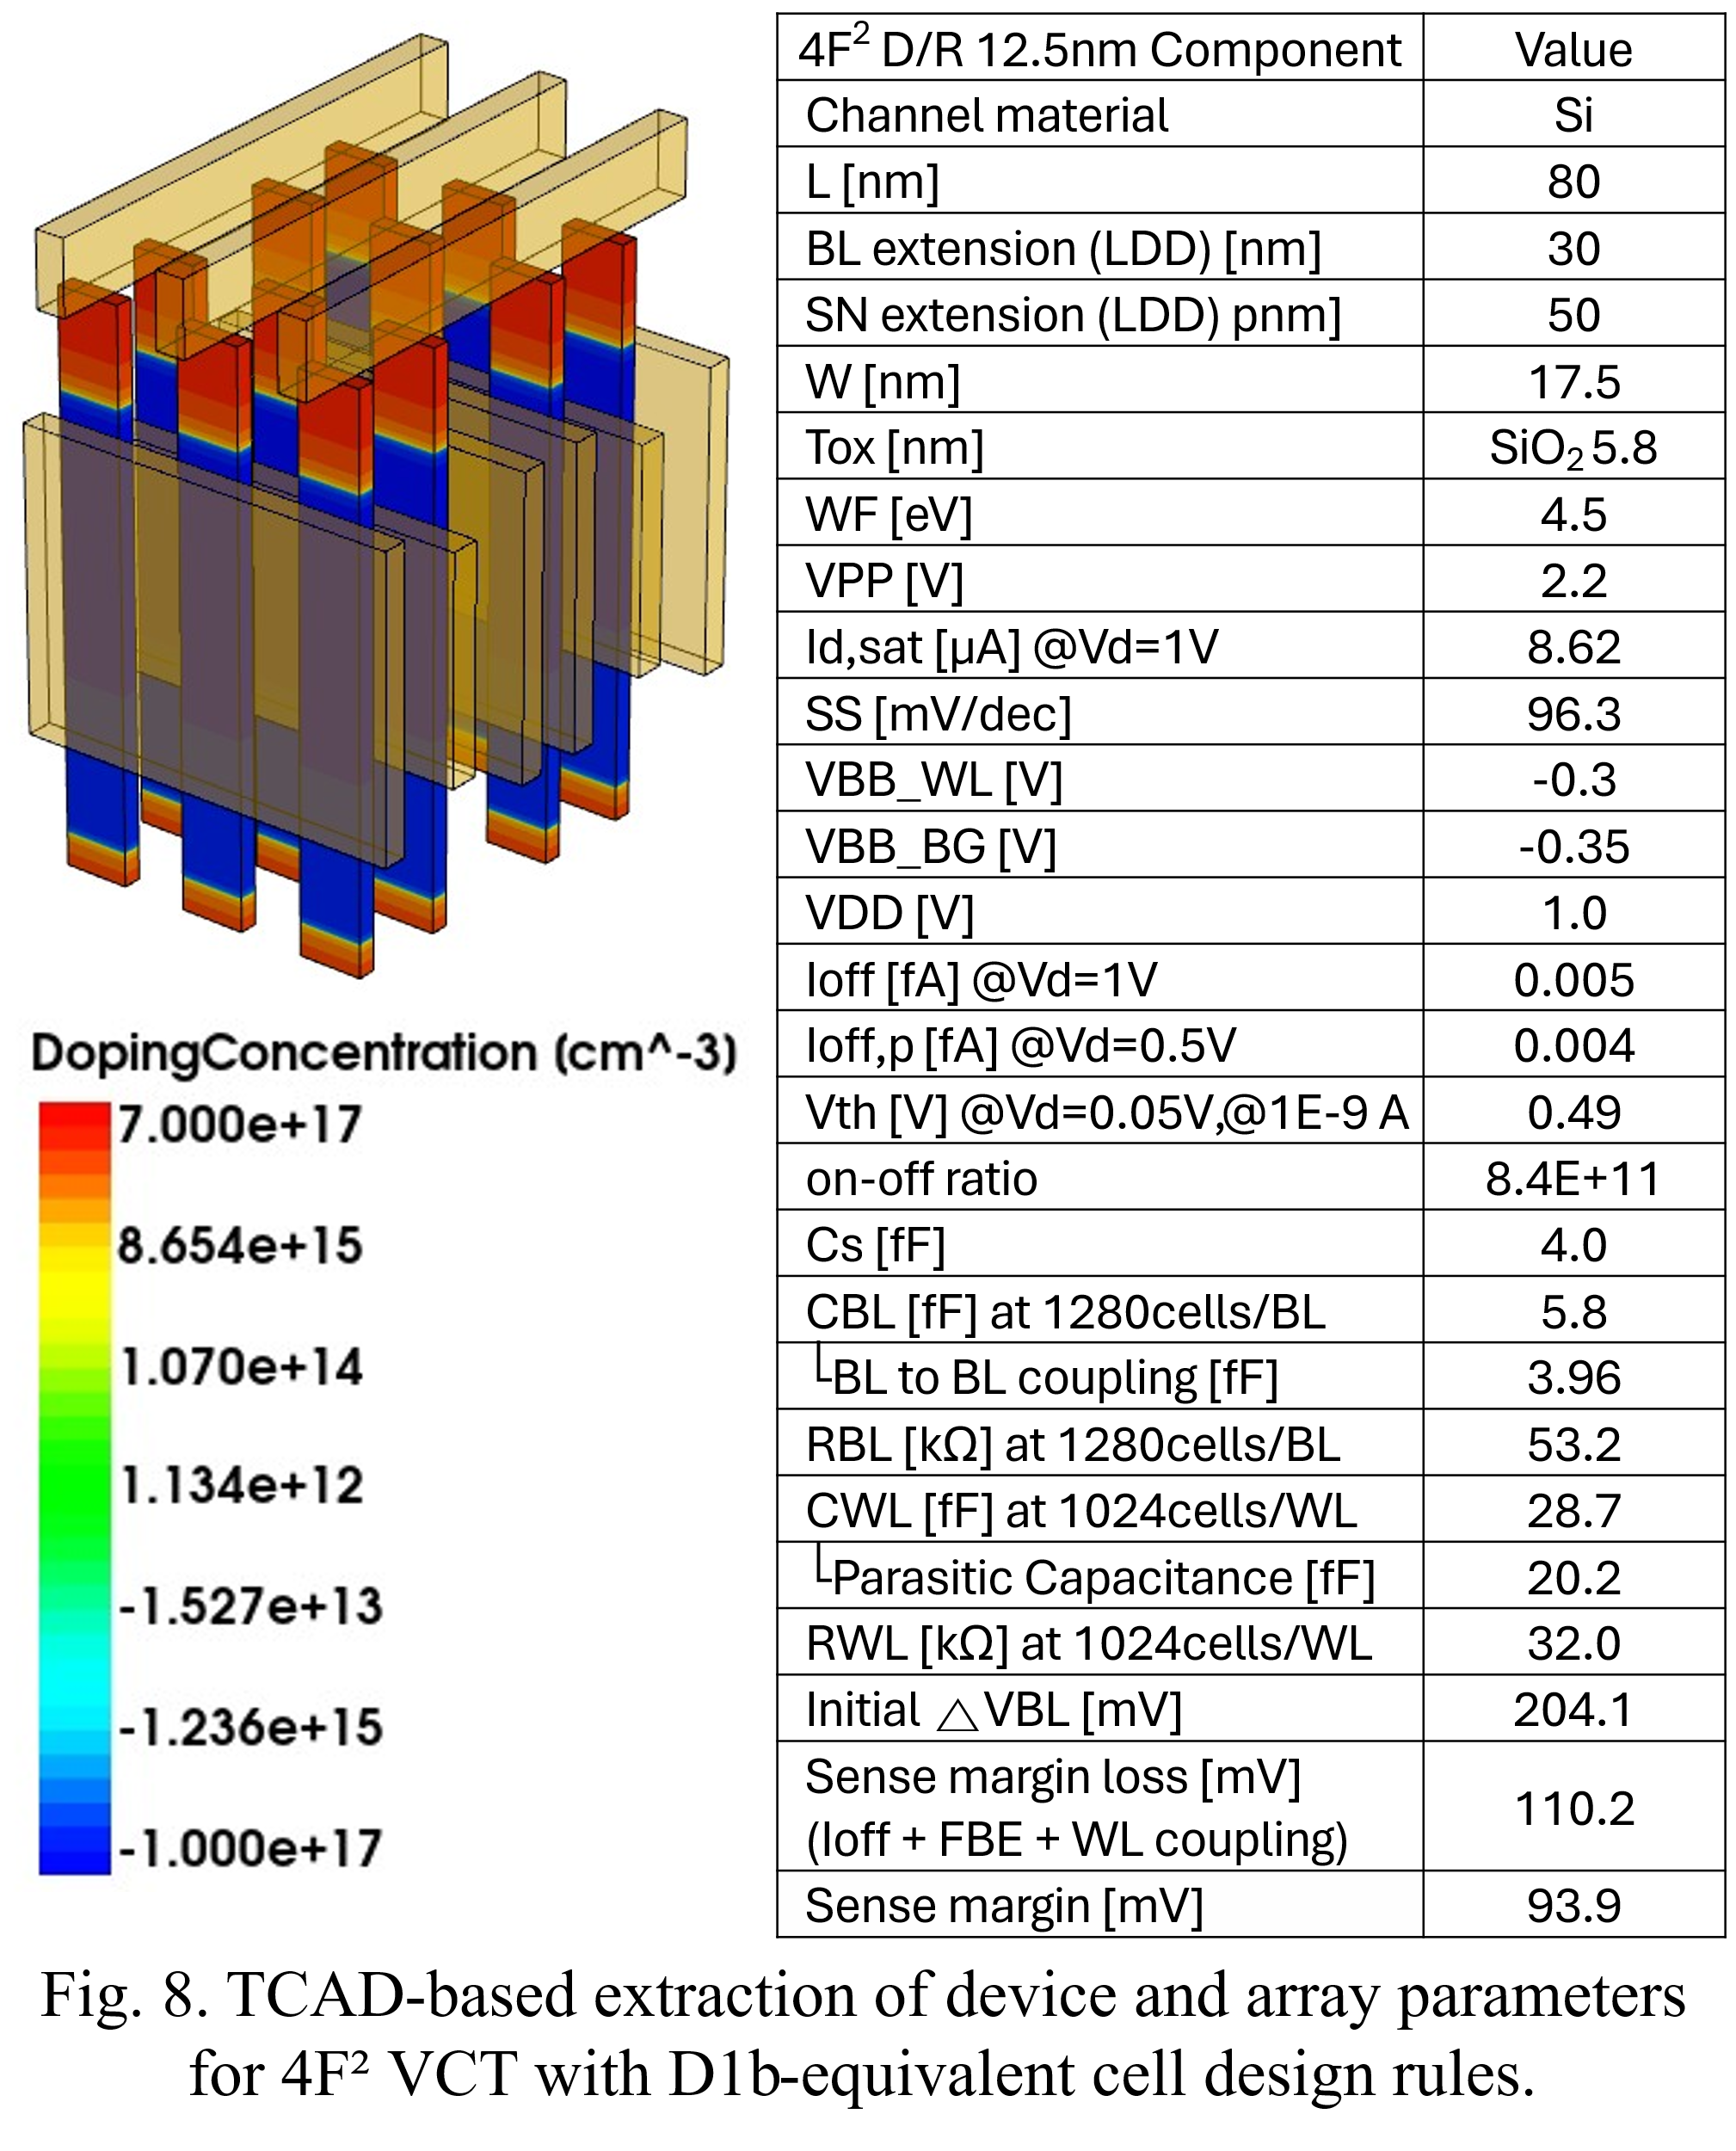 4F² D/R 12.5nm Component Value
Channel material Si
L [nm] 80
BL extension (LDD) [nm] 30
SN extension (LDD) pnm] 50
W [nm] 17.5
Tox [nm] SiO₂ 5.8
WF [eV] 4.5
VPP [V] 2.2
Id,sat [µA] @Vd=1V 8.62
SS [mV/dec] 96.3
VBB_WL [V] -0.3
VBB_BG [V] -0.35
VDD [V] 1.0
Ioff [fA] @Vd=1V 0.005
Ioff,p [fA] @Vd=0.5V 0.004
Vth [V] @Vd=0.05V,@1E-9 A 0.49
on-off ratio 8.4E+11
Cs [fF] 4.0
CBL [fF] at 1280cells/BL 5.8
└BL to BL coupling [fF] 3.96
RBL [kΩ] at 1280cells/BL 53.2
CWL [fF] at 1024cells/WL 28.7
└Parasitic Capacitance [fF] 20.2
RWL [kΩ] at 1024cells/WL 32.0
Initial △VBL [mV] 204.1
Sense margin loss [mV]
(Ioff + FBE + WL coupling) 110.2
Sense margin [mV] 93.9
DopingConcentration (cm^-3)
7.000e+17
8.654e+15
1.070e+14
1.134e+12
-1.527e+13
-1.236e+15
-1.000e+17
Fig. 8. TCAD-based extraction of device and array parameters
for 4F² VCT with D1b-equivalent cell design rules.